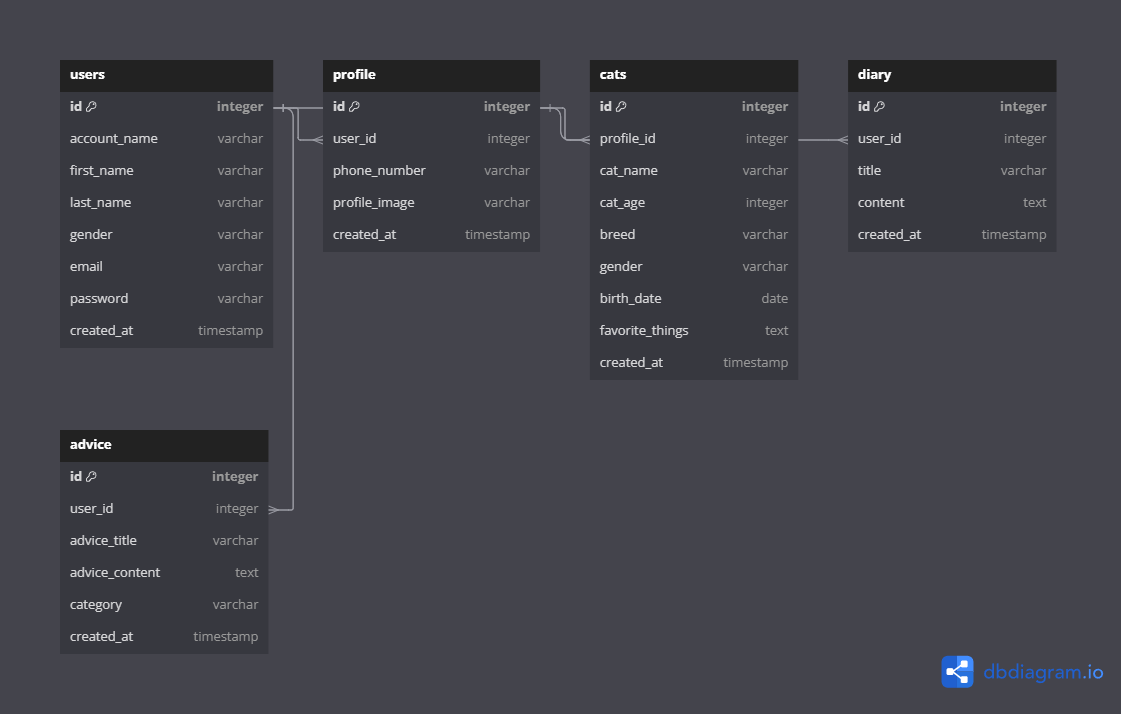 users
id integer
account_name varchar
first_name varchar
last_name varchar
gender varchar
email varchar
password varchar
created_at timestamp
profile
id integer
user_id integer
phone_number varchar
profile_image varchar
created_at timestamp
cats
id integer
profile_id integer
cat_name varchar
cat_age integer
breed varchar
gender varchar
birth_date date
favorite_things text
created_at timestamp
diary
id integer
user_id integer
title varchar
content text
created_at timestamp
advice
id integer
user_id integer
advice_title varchar
advice_content text
category varchar
created_at timestamp
dbdiagram.io